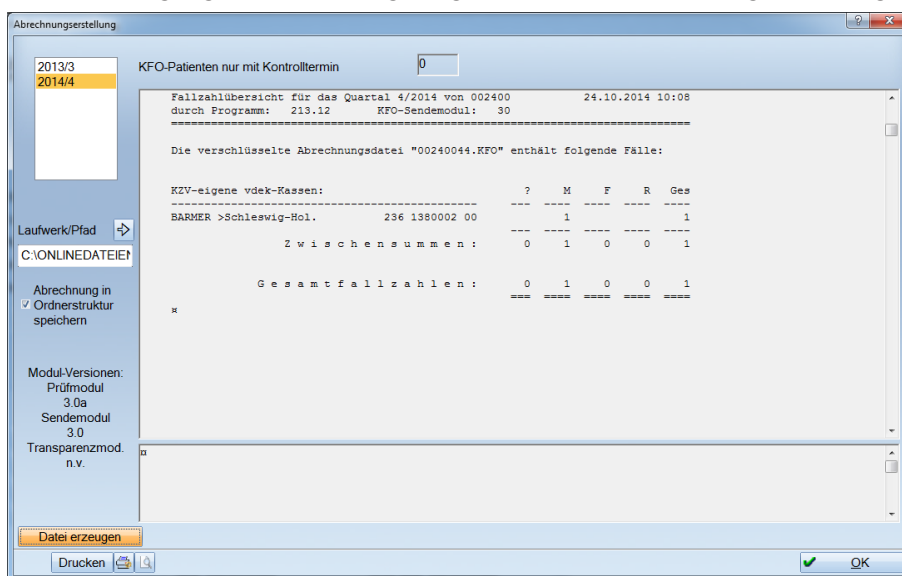 Abrechnungserstellung
2013/3
2014/4
KFO-Patienten nur mit Kontrolltermin 0
Fallzahlübersicht für das Quartal 4/2014 von 002400 24.10.2014 10:08
durch Programm: 213.12 KFO-Sendemodul: 30
Die verschlüsselte Abrechnungsdatei "00240044.KFO" enthält folgende Fälle:
KZV-eigene vdek-Kassen: ? M F R Ges
BARMER >Schleswig-Hol. 236 1380002 00 1 1
Z w i s c h e n s u m m e n : 0 1 0 0 1
G e s a m t f a l l z a h l e n : 0 1 0 0 1
¤
Laufwerk/Pfad
C:\ONLINEDATEIEN
Abrechnung in
Ordnerstruktur
speichern
Modul-Versionen:
Prüfmodul
3.0a
Sendemodul
3.0
Transparenzmod.
n.v.
¤
Datei erzeugen
Drucken
OK